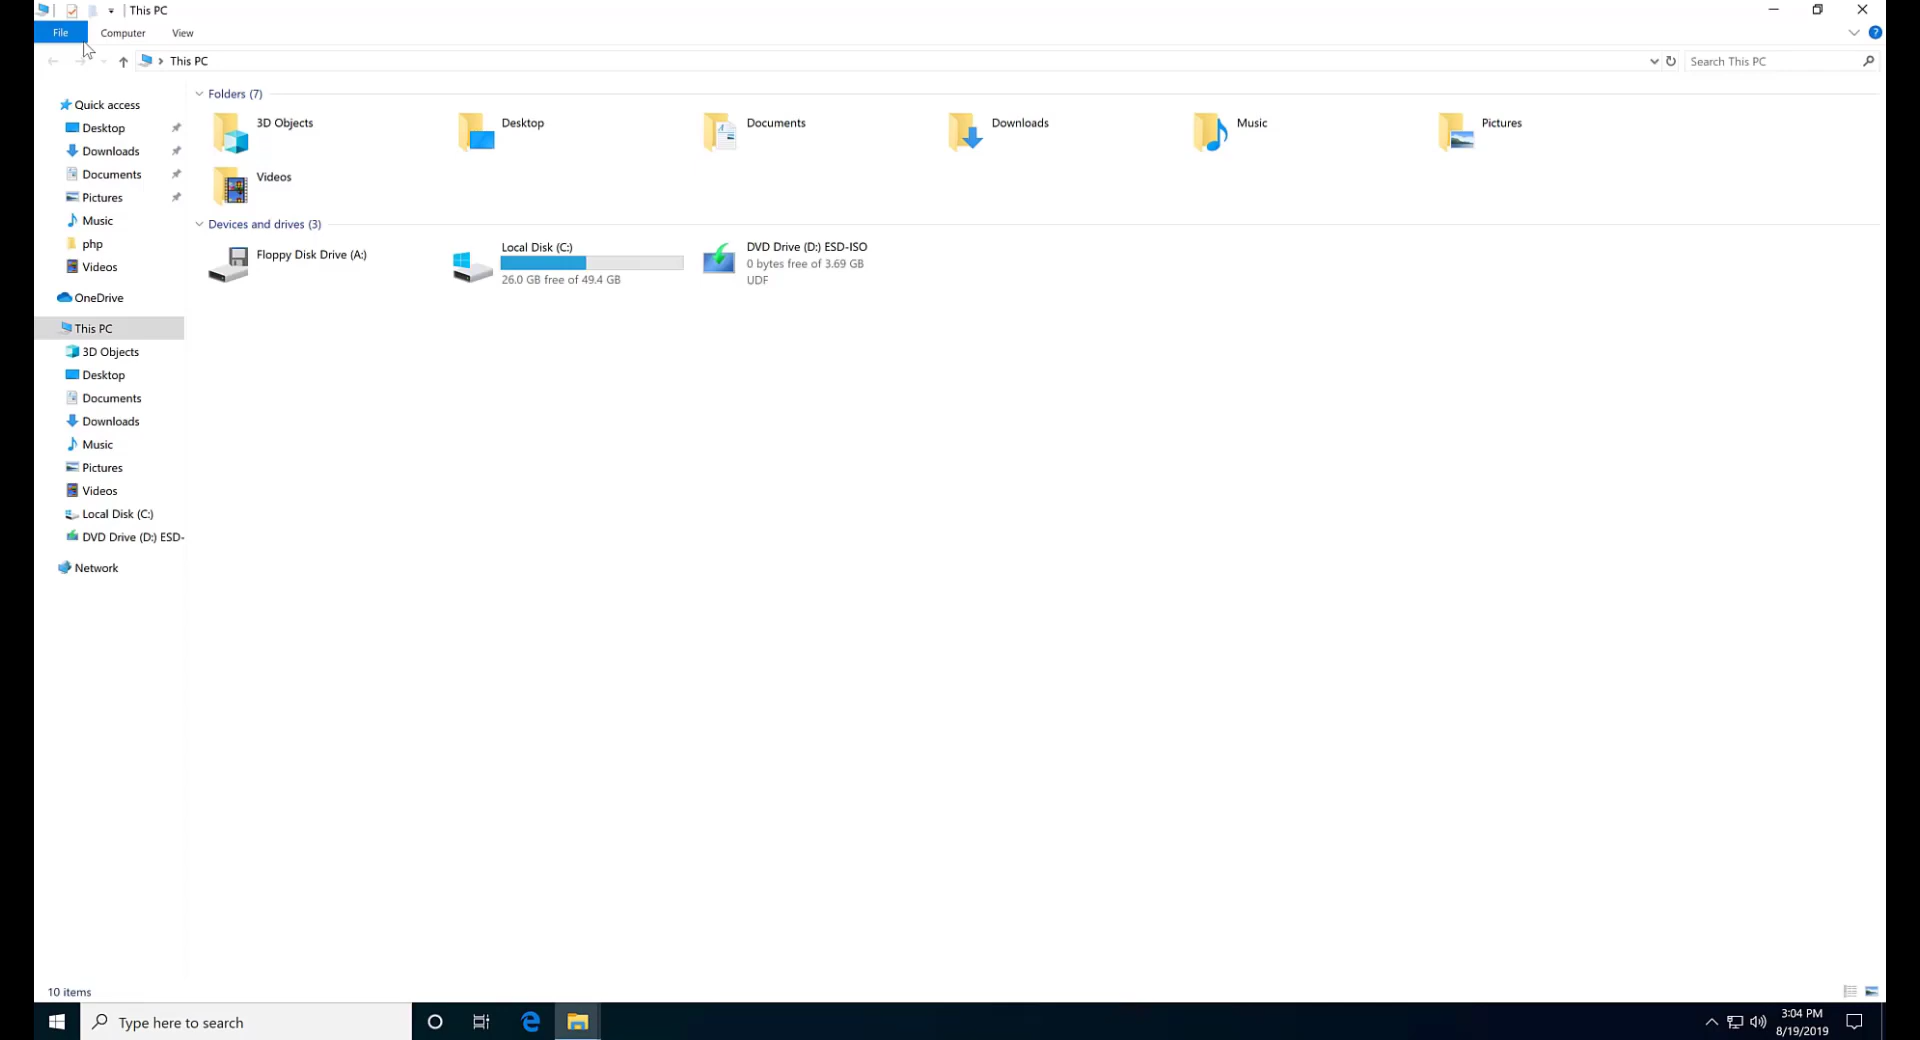 This PC
File Computer View
This PC
Search This PC
Quick access
Desktop
Downloads
Documents
Pictures
Music
php
Videos
OneDrive
This PC
3D Objects
Desktop
Documents
Downloads
Music
Pictures
Videos
Local Disk (C:)
DVD Drive (D:) ESD-
Network
Folders (7)
3D Objects
Desktop
Documents
Downloads
Music
Pictures
Videos
Devices and drives (3)
Floppy Disk Drive (A:)
Local Disk (C:)
26.0 GB free of 49.4 GB
DVD Drive (D:) ESD-ISO
0 bytes free of 3.69 GB
UDF
10 items
Type here to search
3:04 PM
8/19/2019